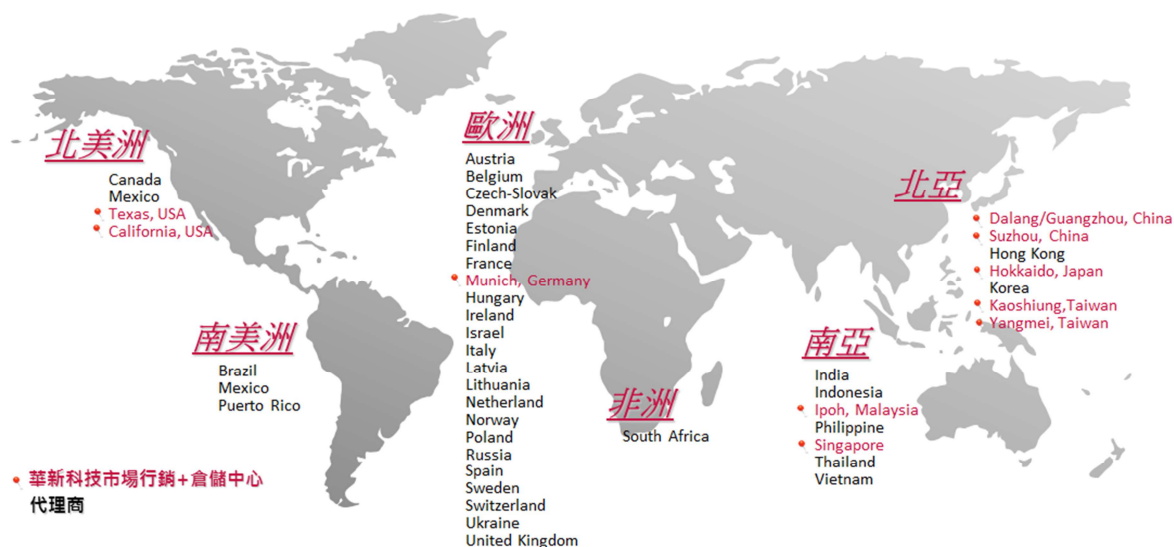 北美洲
Canada
Mexico
Texas, USA
California, USA
南美洲
Brazil
Mexico
Puerto Rico
歐洲
Austria
Belgium
Czech-Slovak
Denmark
Estonia
Finland
France
Munich, Germany
Hungary
Ireland
Israel
Italy
Latvia
Lithuania
Netherland
Norway
Poland
Russia
Spain
Sweden
Switzerland
Ukraine
United Kingdom
非洲
South Africa
北亞
Dalang/Guangzhou, China
Suzhou, China
Hong Kong
Hokkaido, Japan
Korea
Kaoshiung,Taiwan
Yangmei, Taiwan
南亞
India
Indonesia
Ipoh, Malaysia
Philippine
Singapore
Thailand
Vietnam
華新科技市場行銷+倉儲中心
代理商